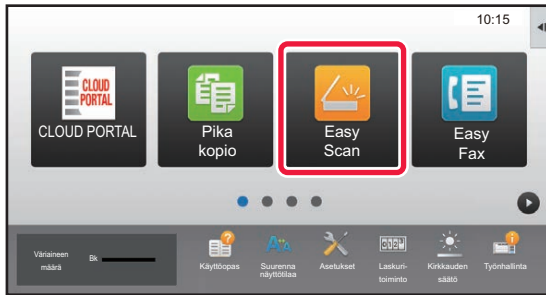 10:15
CLOUD
PORTAL
CLOUD PORTAL
Pika
kopio
Easy
Scan
Easy
Fax
Väriaineen
määrä
Bk
Käyttöopas
Suurenna
näyttötilaa
Asetukset
Laskuri-
toiminto
Kirkkauden
säätö
Työnhallinta